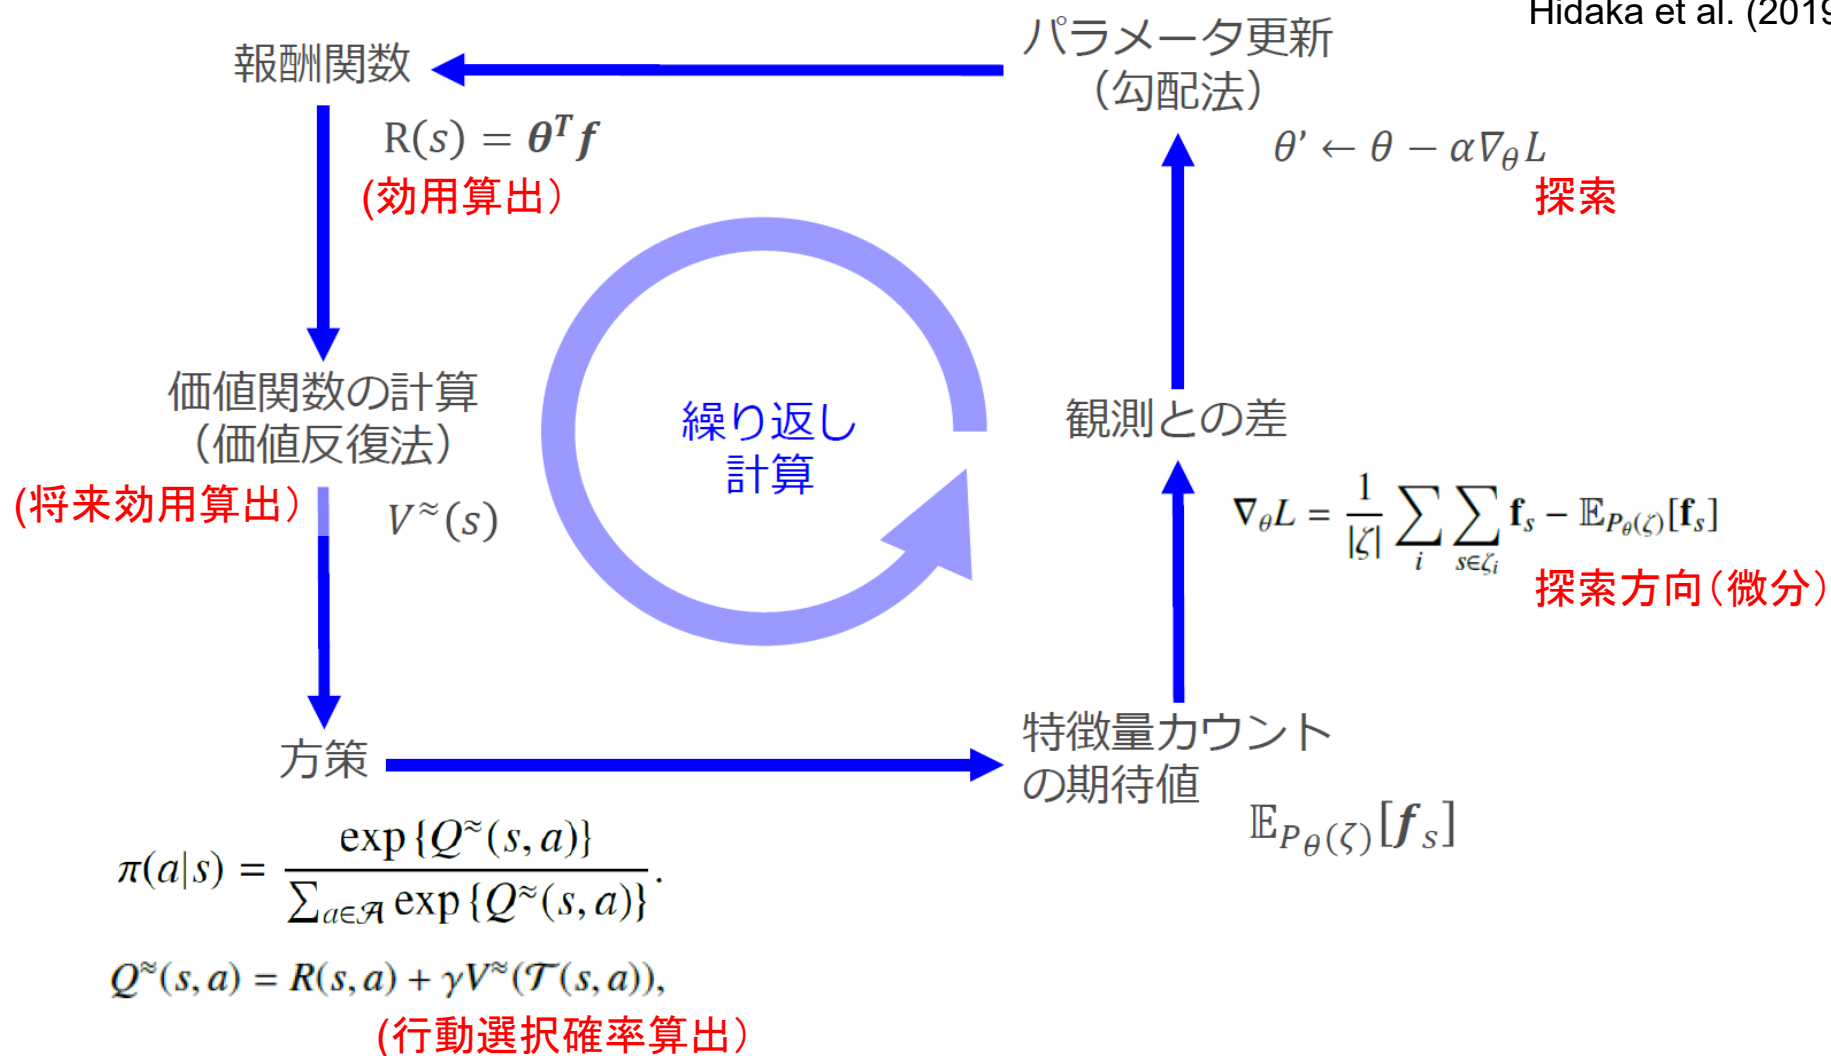 Hidaka et al. (2019
報酬関数
R(s) = θ^T f
(効用算出）
価値関数の計算
（価値反復法）
(将来効用算出）
V^≈(s)
方策
π(a|s) = exp {Q^≈(s, a)} / ∑_{a∈𝒜} exp {Q^≈(s, a)}.
Q^≈(s, a) = R(s, a) + γV^≈(𝒯(s, a)),
(行動選択確率算出）
繰り返し
計算
特徴量カウント
の期待値
𝔼_{P_θ(ζ)}[f_s]
観測との差
∇_θ L = 1/|ζ| ∑_i ∑_{s∈ζ_i} f_s − 𝔼_{P_θ(ζ)}[f_s]
探索方向（微分）
パラメータ更新
（勾配法）
θ’ ← θ − α∇_θ L
探索